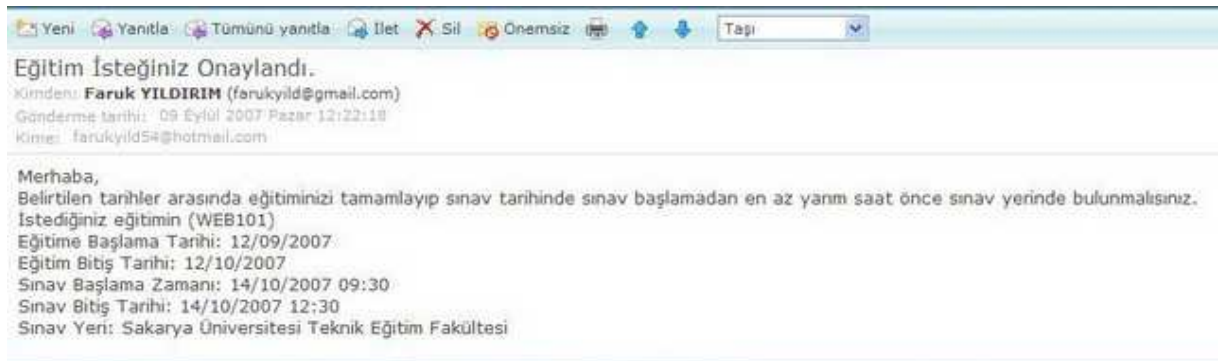 Yeni Yanıtla Tümünü yanıtla İlet Sil Önemsiz Taşı
Eğitim İsteğiniz Onaylandı.
Kimden: Faruk YILDIRIM (farukyild@gmail.com)
Gönderme tarihi: 09 Eylül 2007 Pazar 12:22:18
Kime: farukyild54@hotmail.com
Merhaba,
Belirtilen tarihler arasında eğitiminizi tamamlayıp sınav tarihinde sınav başlamadan en az yarım saat önce sınav yerinde bulunmalısınız.
İstediğiniz eğitimin (WEB101)
Eğitime Başlama Tarihi: 12/09/2007
Eğitim Bitiş Tarihi: 12/10/2007
Sınav Başlama Zamanı: 14/10/2007 09:30
Sınav Bitiş Tarihi: 14/10/2007 12:30
Sınav Yeri: Sakarya Üniversitesi Teknik Eğitim Fakültesi